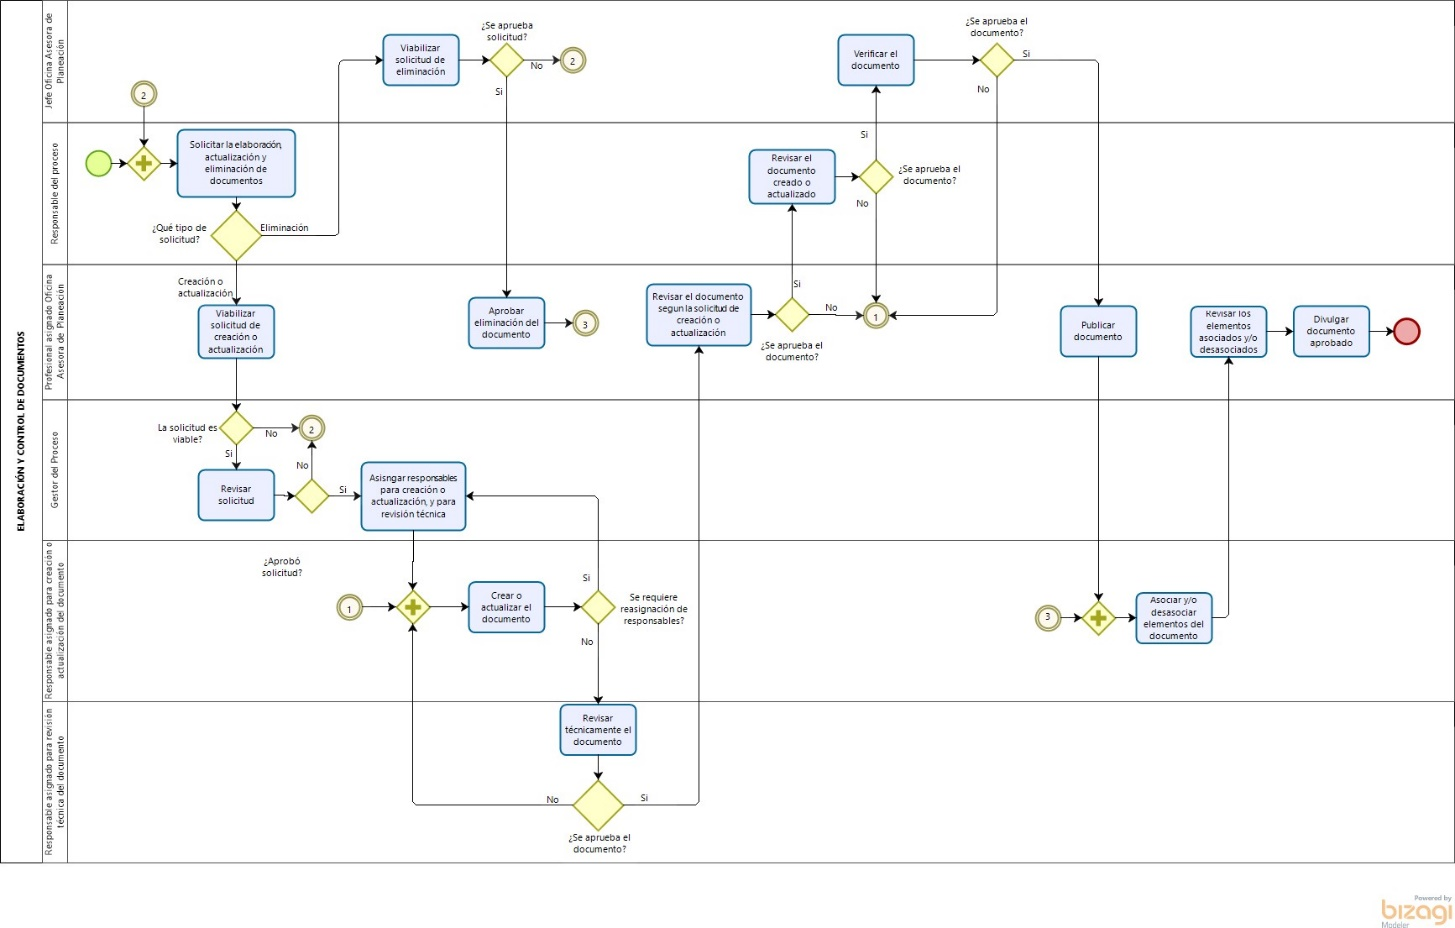 ELABORACIÓN Y CONTROL DE DOCUMENTOS
Jefe Oficina Asesora de
Planeación
2
Viabilizar
solicitud de
eliminación
¿Se aprueba
solicitud?
No
2
Si
Verificar el
documento
¿Se aprueba el
documento?
Si
No
Responsable del proceso
Solicitar la elaboración,
actualización y
eliminación de
documentos
¿Qué tipo de
solicitud?
Eliminación
Revisar el
documento
creado o
actualizado
Si
¿Se aprueba el
documento?
No
Profesional asignado Oficina
Asesora de Planeación
Creación o
actualización
Viabilizar
solicitud de
creación o
actualización
Aprobar
eliminación del
documento
3
Revisar el documento
segun la solicitud de
creación o
actualización
Si
No
¿Se aprueba el
documento?
1
Publicar
documento
Revisar los
elementos
asociados y/o
desasociados
Divulgar
documento
aprobado
Gestor del Proceso
La solicitud es
viable?
No
2
Si
No
Revisar
solicitud
Si
Asisngar responsables
para creación o
actualización, y para
revisión técnica
Responsable asignado para creación o
actualización del documento
¿Aprobó
solicitud?
1
Crear o
actualizar el
documento
Si
Se requiere
reasignación de
responsables?
No
3
Asociar y/o
desasociar
elementos del
documento
Responsable asignado para revisión
técnica del documento
Revisar
técnicamente el
documento
No
Si
¿Se aprueba el
documento?
Powered by
bizagi
Modeler